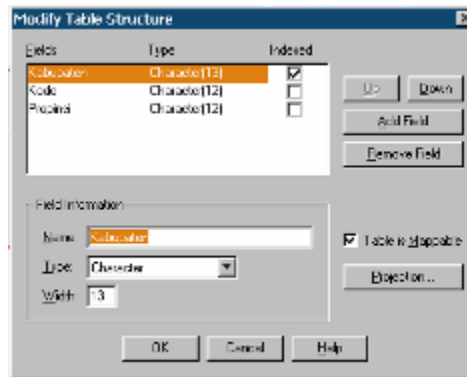 Modify Table Structure
Fields Type Indexed
Kabupaten Character(13)
Kode Character(12)
Propinsi Character(12)
Up Down
Add Field
Remove Field
Field Information
Name: Kabupaten
Type: Character
Width: 13
Table is Mappable
Projection...
OK Cancel Help